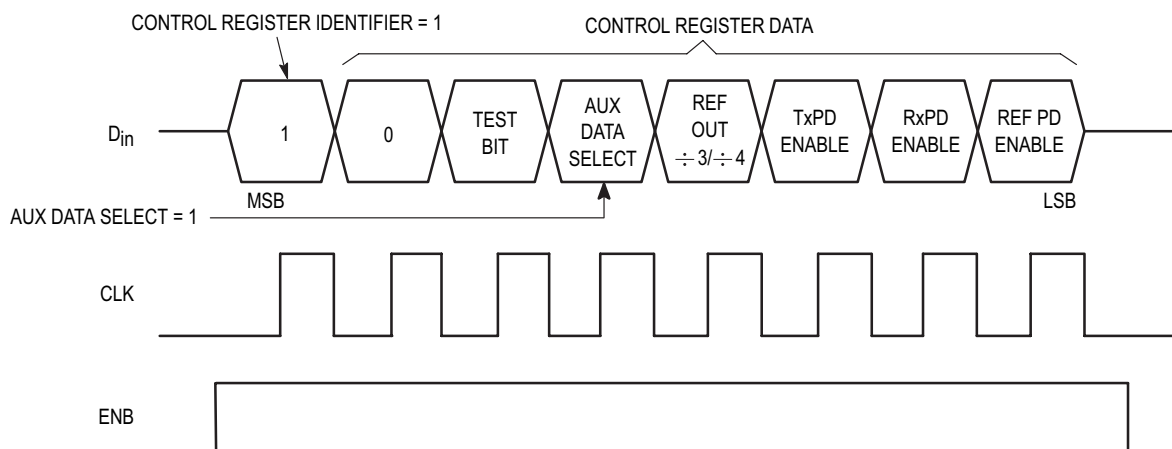 CONTROL REGISTER IDENTIFIER = 1
CONTROL REGISTER DATA
Din
1
0
TEST
BIT
AUX
DATA
SELECT
REF
OUT
÷3/÷4
TxPD
ENABLE
RxPD
ENABLE
REF PD
ENABLE
MSB
LSB
AUX DATA SELECT = 1
CLK
ENB